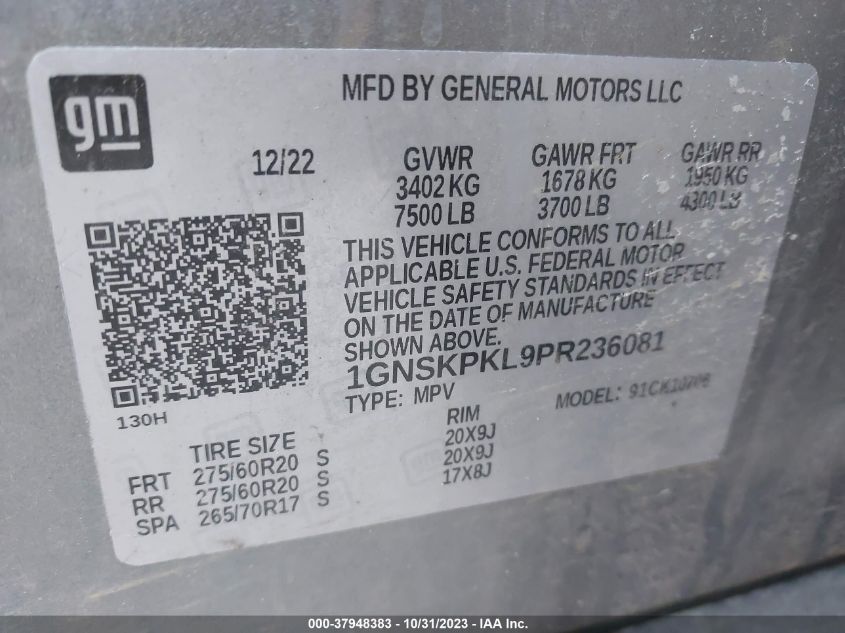 gm
MFD BY GENERAL MOTORS LLC
12/22 GVWR GAWR FRT GAWR RR
3402 KG 1678 KG 1950 KG
7500 LB 3700 LB 4300 LB
THIS VEHICLE CONFORMS TO ALL
APPLICABLE U.S. FEDERAL MOTOR
VEHICLE SAFETY STANDARDS IN EFFECT
ON THE DATE OF MANUFACTURE
SHOWN ABOVE.
1GNSKPKL9PR236081
TYPE: MPV MODEL:
130H
TIRE SIZE RIM
FRT 275/60R20 S 20X9J
RR 275/60R20 S 20X9J
SPA 265/70R17 S 17X8J
000-37948383 - 10/31/2023 - © IAA Inc.